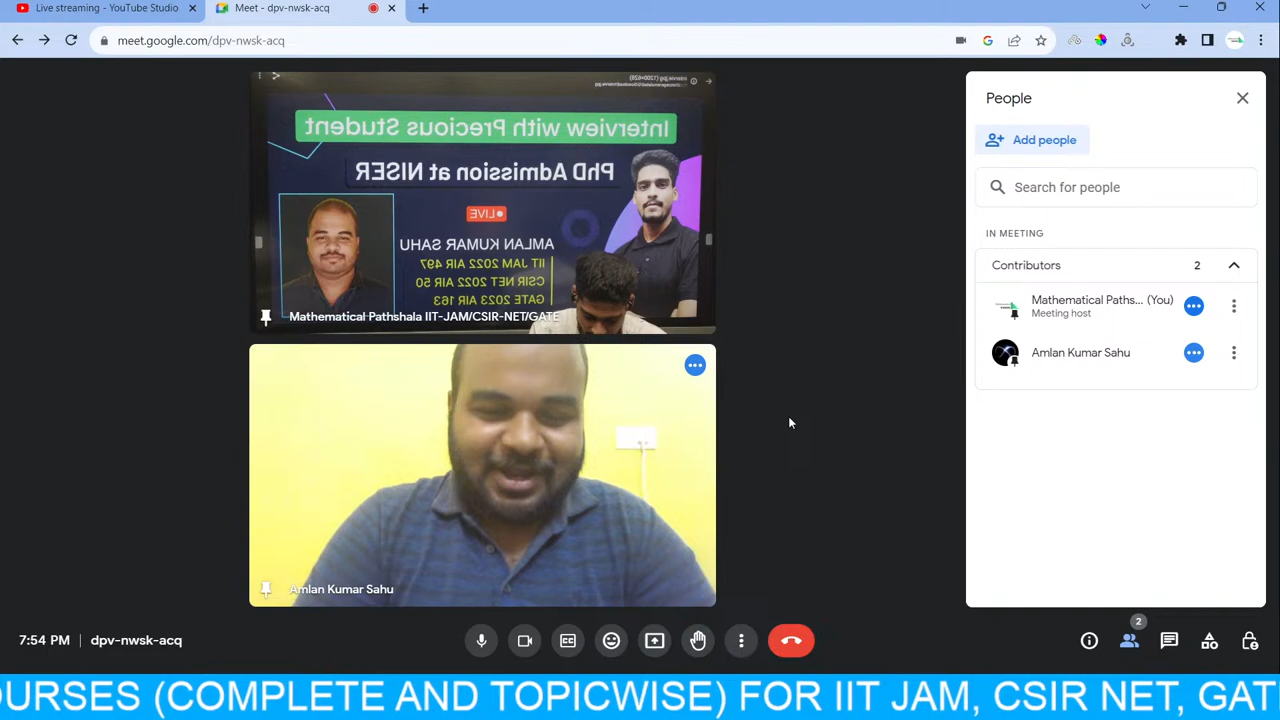 Live streaming - YouTube Studio
Meet - dpv-nwsk-acq
meet.google.com/dpv-nwsk-acq
Interview with Precious Student
PhD Admission at NISER
LIVE
AMLAN KUMAR SAHU
IIT JAM 2022 AIR 497
CSIR NET 2022 AIR 50
GATE 2023 AIR 163
Mathematical Pathshala IIT-JAM/CSIR-NET/GATE
Amlan Kumar Sahu
People
Add people
Search for people
IN MEETING
Contributors 2
Mathematical Paths... (You)
Meeting host
Amlan Kumar Sahu
7:54 PM | dpv-nwsk-acq
2
OURSES (COMPLETE AND TOPICWISE) FOR IIT JAM, CSIR NET, GAT